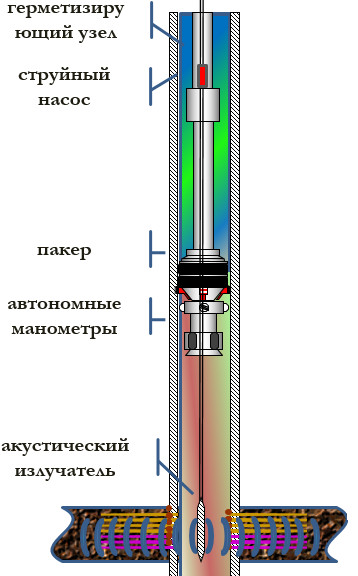 герметизиру
ющий узел
струйный
насос
пакер
автономные
манометры
акустический
излучатель